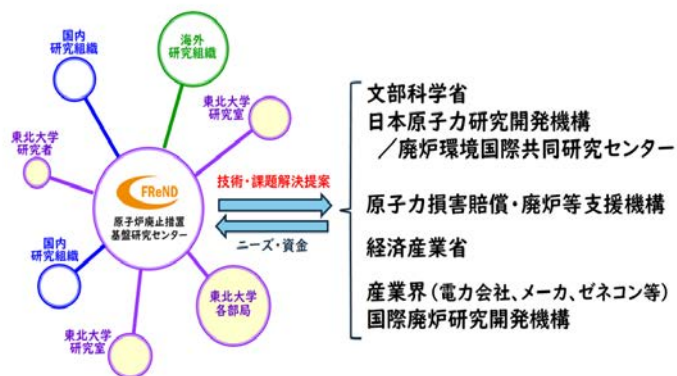 国内
研究組織
海外
研究組織
東北大学
研究室
東北大学
研究者
FReND
原子炉廃止措置
基盤研究センター
国内
研究組織
東北大学
研究室
東北大学
各部局
技術・課題解決提案
ニーズ・資金
文部科学省
日本原子力研究開発機構
／廃炉環境国際共同研究センター
原子力損害賠償・廃炉等支援機構
経済産業省
産業界（電力会社、メーカ、ゼネコン等）
国際廃炉研究開発機構